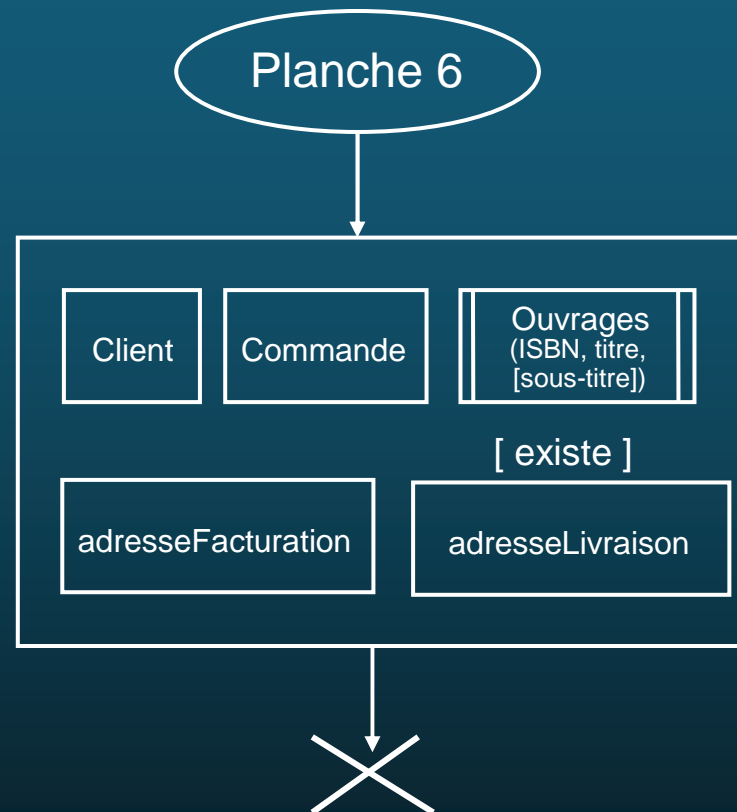 Planche 6
Client
Commande
Ouvrages
(ISBN, titre,
[sous-titre])
[ existe ]
adresseFacturation
adresseLivraison